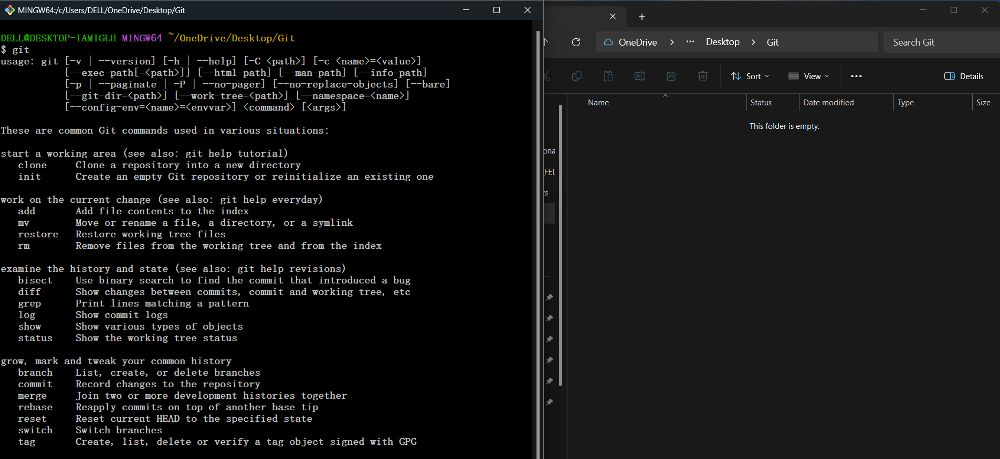 MINGW64:/c/Users/DELL/OneDrive/Desktop/Git
DELL@DESKTOP-IAMIGLH MINGW64 ~/OneDrive/Desktop/Git
$ git
usage: git [-v | --version] [-h | --help] [-C <path>] [-c <name>=<value>]
[--exec-path[=<path>]] [--html-path] [--man-path] [--info-path]
[-p | --paginate | -P | --no-pager] [--no-replace-objects] [--bare]
[--git-dir=<path>] [--work-tree=<path>] [--namespace=<name>]
[--config-env=<name>=<envvar>] <command> [<args>]
These are common Git commands used in various situations:
start a working area (see also: git help tutorial)
clone Clone a repository into a new directory
init Create an empty Git repository or reinitialize an existing one
work on the current change (see also: git help everyday)
add Add file contents to the index
mv Move or rename a file, a directory, or a symlink
restore Restore working tree files
rm Remove files from the working tree and from the index
examine the history and state (see also: git help revisions)
bisect Use binary search to find the commit that introduced a bug
diff Show changes between commits, commit and working tree, etc
grep Print lines matching a pattern
log Show commit logs
show Show various types of objects
status Show the working tree status
grow, mark and tweak your common history
branch List, create, or delete branches
commit Record changes to the repository
merge Join two or more development histories together
rebase Reapply commits on top of another base tip
reset Reset current HEAD to the specified state
switch Switch branches
tag Create, list, delete or verify a tag object signed with GPG
OneDrive > ··· Desktop > Git
Search Git
Sort View ··· Details
Name Status Date modified Type Size
This folder is empty.